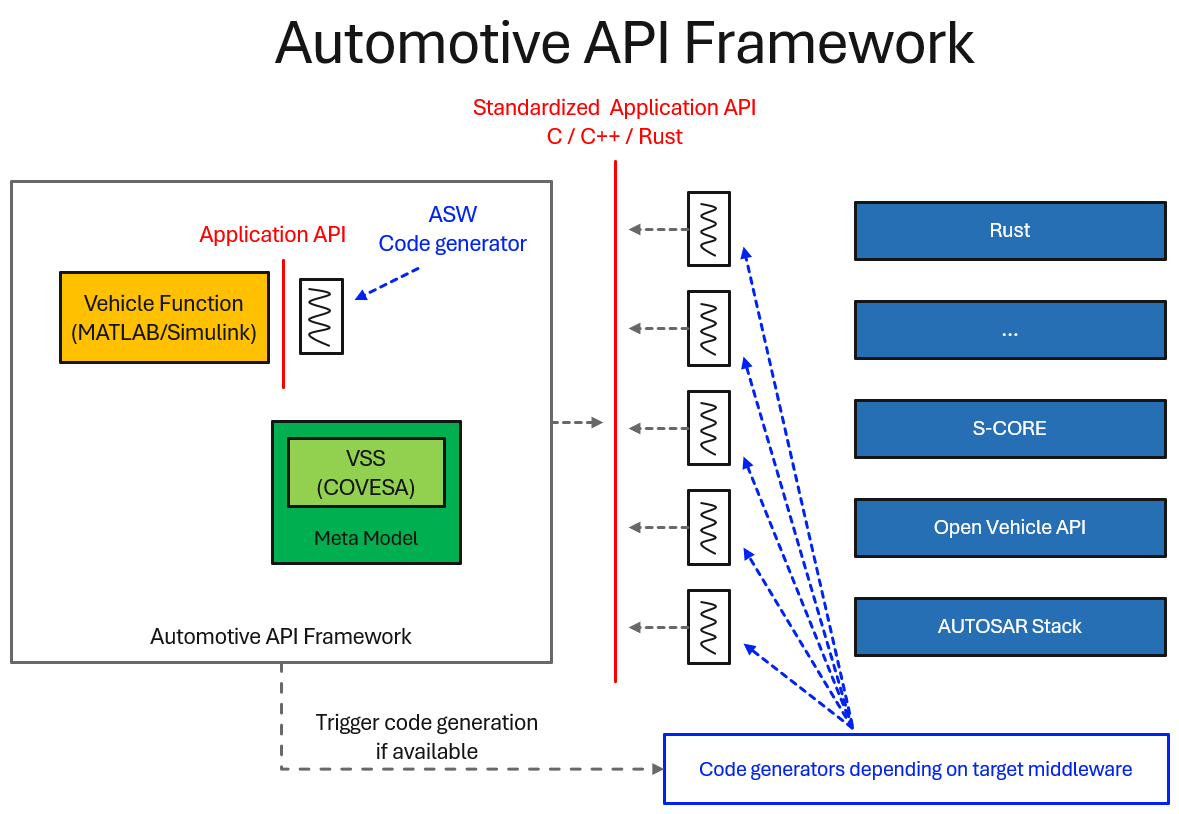 Automotive API Framework
Standardized Application API
C / C++ / Rust
ASW
Code generator
Application API
Vehicle Function
(MATLAB/Simulink)
VSS
(COVESA)
Meta Model
Automotive API Framework
Rust
...
S-CORE
Open Vehicle API
AUTOSAR Stack
Trigger code generation
if available
Code generators depending on target middleware